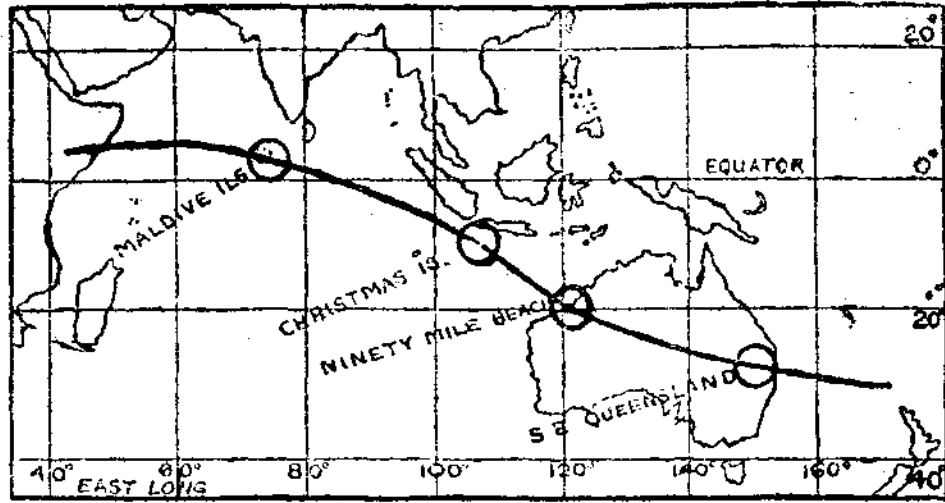 20°
EQUATOR
0°
MALDIVE ILS
CHRISTMAS IS.
NINETY MILE BEACH
20°
S E QUEENSLAND
40° 60° 80° 100° 120° 140° 160° 40°
EAST LONG